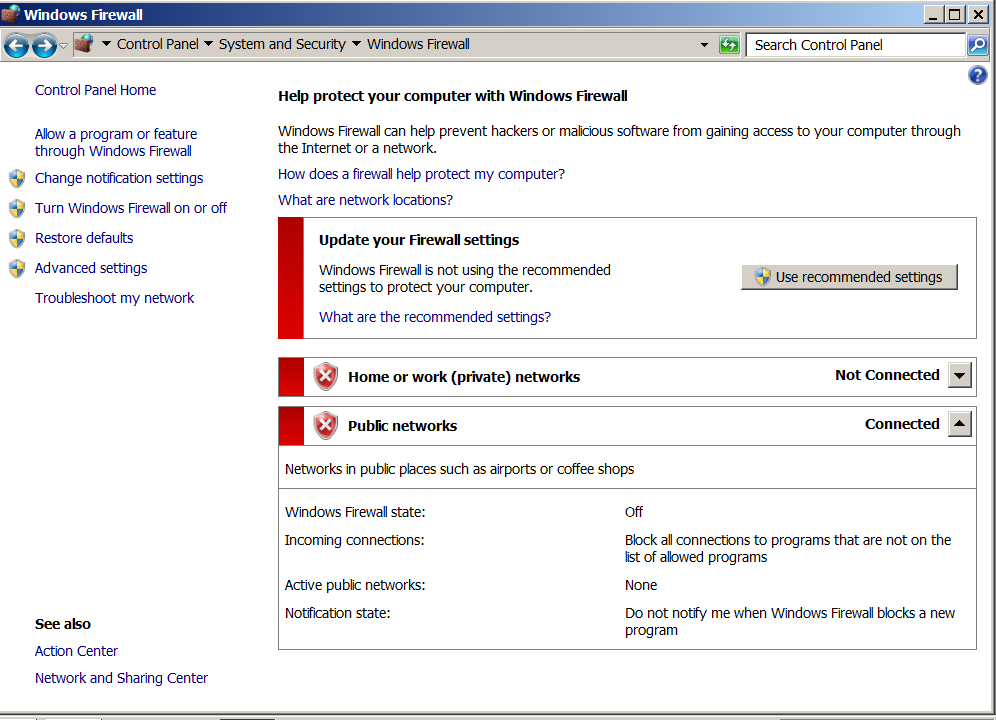 Windows Firewall
Control Panel
System and Security
Windows Firewall
Search Control Panel
Control Panel Home
Allow a program or feature
through Windows Firewall
Change notification settings
Turn Windows Firewall on or off
Restore defaults
Advanced settings
Troubleshoot my network
See also
Action Center
Network and Sharing Center
?
Help protect your computer with Windows Firewall
Windows Firewall can help prevent hackers or malicious software from gaining access to your computer through
the Internet or a network.
How does a firewall help protect my computer?
What are network locations?
Update your Firewall settings
Windows Firewall is not using the recommended
settings to protect your computer.
Use recommended settings
What are the recommended settings?
Home or work (private) networks
Not Connected
Public networks
Connected
Networks in public places such as airports or coffee shops
Windows Firewall state:
Off
Incoming connections:
Block all connections to programs that are not on the
list of allowed programs
Active public networks:
None
Notification state:
Do not notify me when Windows Firewall blocks a new
program